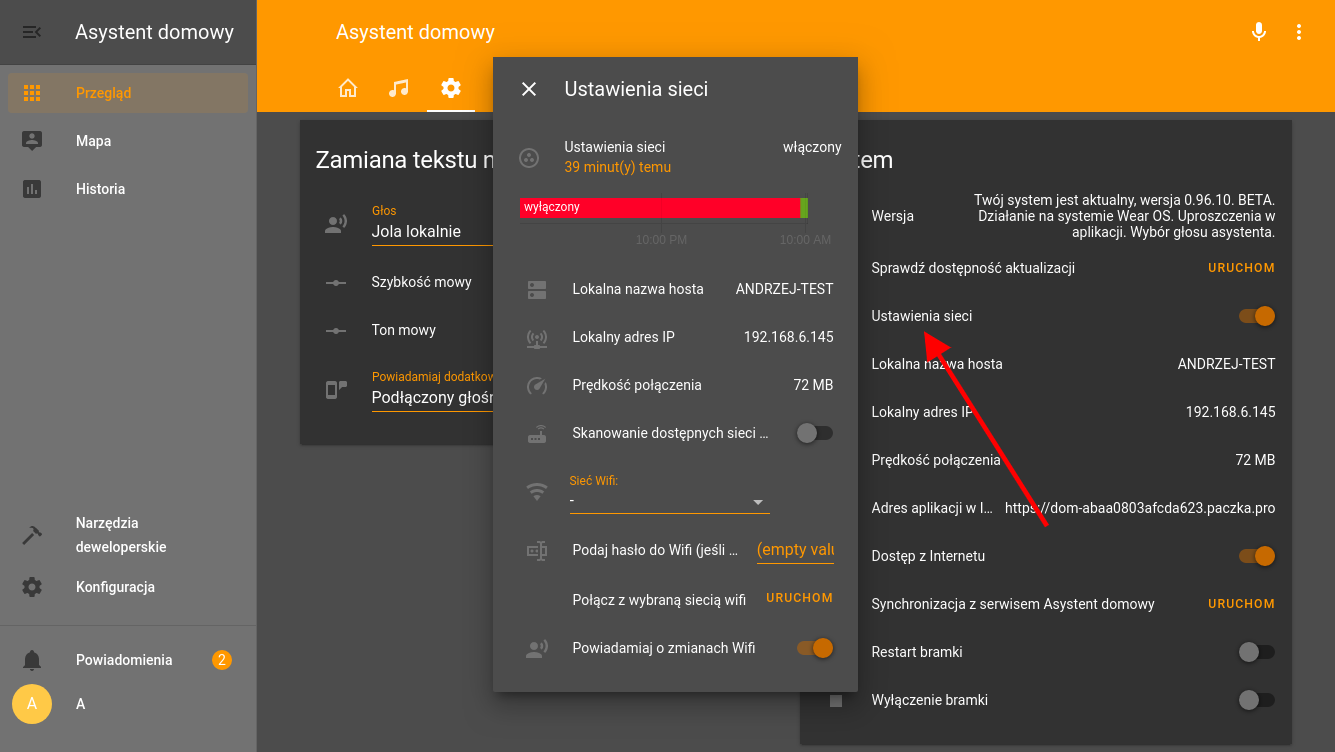 Asystent domowy
Przegląd
Mapa
Historia
Narzędzia
deweloperskie
Konfiguracja
Powiadomienia 2
A A
Asystent domowy
Zamiana tekstu
Głos
Jola lokalnie
Szybkość mowy
Ton mowy
Powiadamiaj
Podłączony
Ustawienia sieci
Ustawienia sieci włączony
39 minut(y) temu
wyłączony
10:00 PM 10:00 AM
Lokalna nazwa hosta ANDRZEJ-TEST
Lokalny adres IP 192.168.6.145
Prędkość połączenia 72 MB
Skanowanie dostępnych sieci ...
Sieć Wifi:
-
Podaj hasło do Wifi (jeśli ... (empty valu
Połącz z wybraną siecią wifi URUCHOM
Powiadamiaj o zmianach Wifi
tem
Wersja
Twój system jest aktualny, wersja 0.96.10. BETA.
Działanie na systemie Wear OS. Uproszczenia w
aplikacji. Wybór głosu asystenta.
Sprawdź dostępność aktualizacji URUCHOM
Ustawienia sieci
Lokalna nazwa hosta ANDRZEJ-TEST
Lokalny adres IP 192.168.6.145
Prędkość połączenia 72 MB
Adres aplikacji w I... https://dom-abaa0803afcda623.paczka.pro
Dostęp z Internetu
Synchronizacja z serwisem Asystent domowy URUCHOM
Restart bramki
Wyłączenie bramki